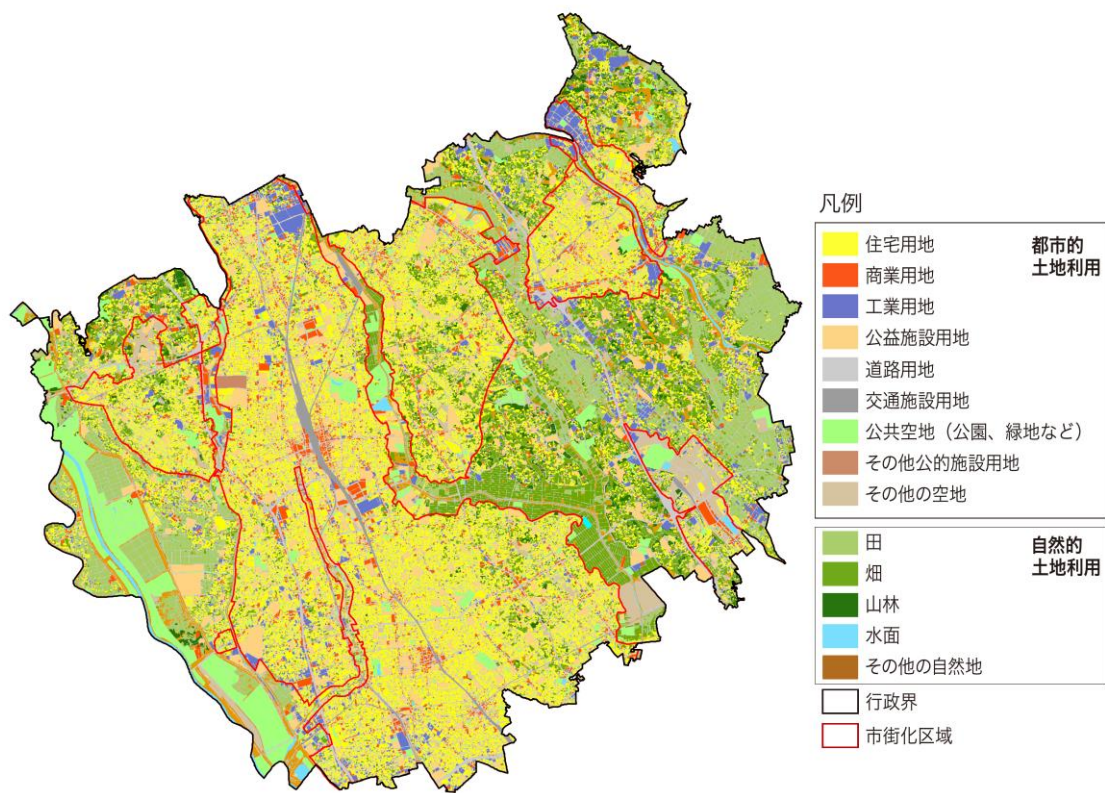 凡例
住宅用地
都市的
土地利用
商業用地
工業用地
公益施設用地
道路用地
交通施設用地
公共空地（公園、緑地など）
その他公的施設用地
その他の空地
田
自然的
土地利用
畑
山林
水面
その他の自然地
行政界
市街化区域